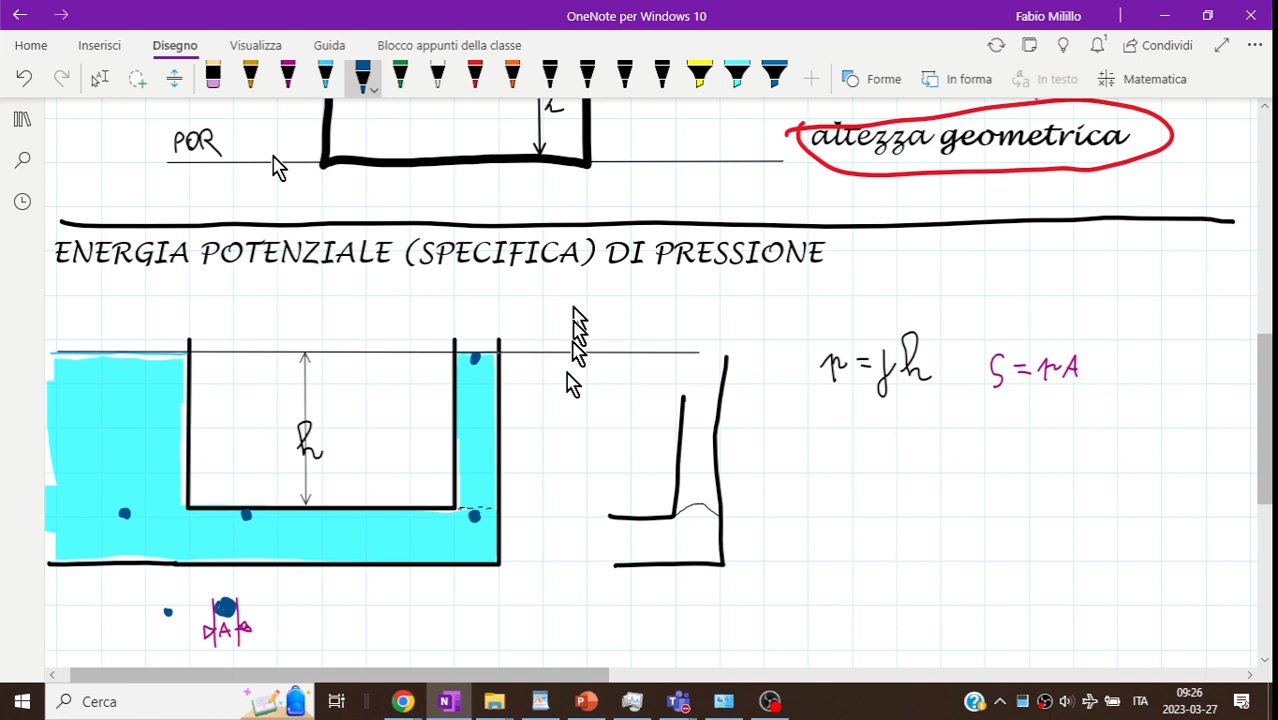 OneNote per Windows 10
Fabio Milillo
Home Inserisci Disegno Visualizza Guida Blocco appunti della classe
Condividi
Forme In forma In testo Matematica
altezza geometrica
h
POR
ENERGIA POTENZIALE (SPECIFICA) DI PRESSIONE
p = γh S = pA
h
A
Cerca
ITA
09:26
2023-03-27